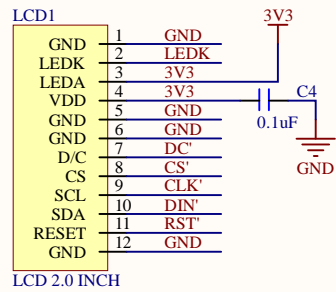 LCD1
3V3
GND 1 GND
LEDK 2 LEDK
LEDA 3 3V3
VDD 4 3V3 C4
GND 5 GND 0.1uF
GND 6 GND
D/C 7 DC'
CS 8 CS' GND
SCL 9 CLK'
SDA 10 DIN'
RESET 11 RST'
GND 12 GND
LCD 2.0 INCH